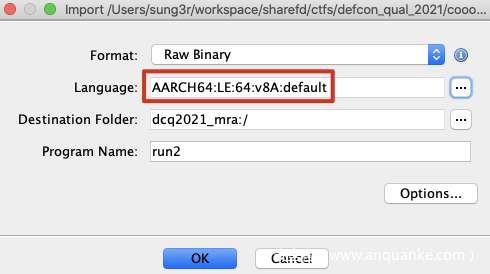 Import /Users/sung3r/workspace/sharefd/ctfs/defcon_qual_2021/cooo...
Format: Raw Binary
Language: AARCH64:LE:64:v8A:default ...
Destination Folder: dcq2021_mra:/ ...
Program Name: run2
Options...
OK Cancel
www.anquanke.com )